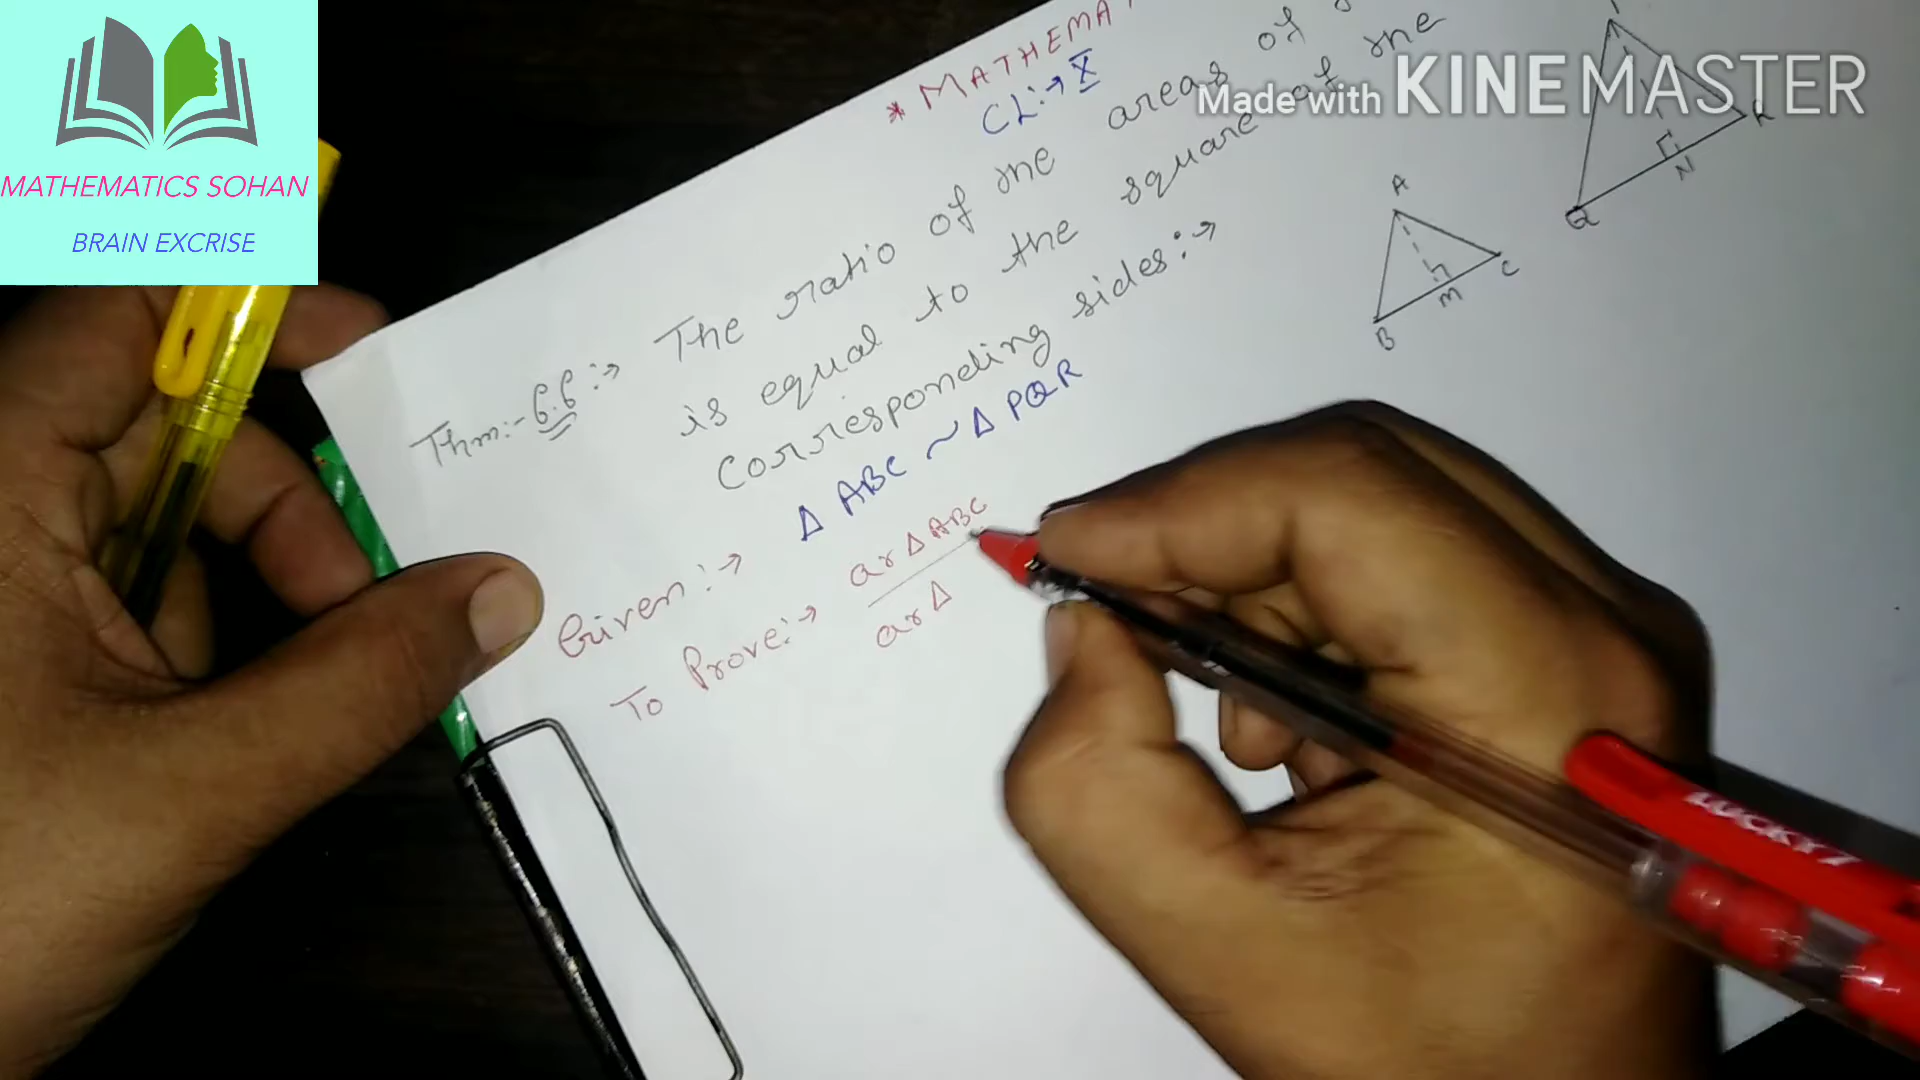 MATHEMATICS SOHAN
BRAIN EXCRISE
Made with KINEMASTER
* MATHEMA
CL:→ X
Thm:- 6.6:→ The ratio of the areas of
is equal to the square of the
Corresponding sides:→
Given:→ Δ ABC ~ Δ PQR
To Prove:→ ar Δ ABC
ar Δ
A
B
M
C
Q
N
R
LUCKY7